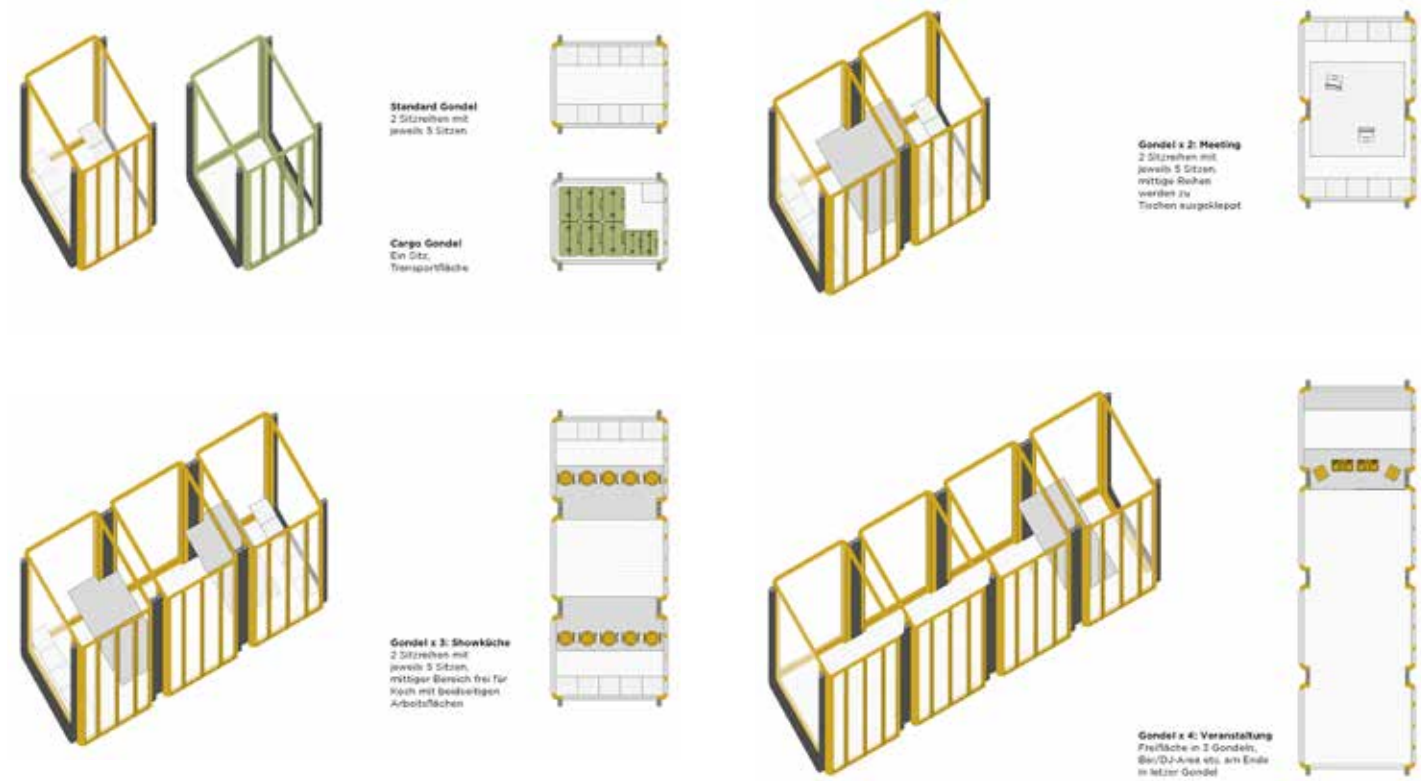 Standard Gondel
2 Sitzreihen mit
jeweils 5 Sitzen
Cargo Gondel
Ein Sitz,
Transportfläche
Gondel x 2: Meeting
2 Sitzreihen mit
jeweils 5 Sitzen,
mittige Reihen
werden zu
Tischen ausgeklappt
Gondel x 3: Showküche
2 Sitzreihen mit
jeweils 5 Sitzen,
mittiger Bereich frei für
Koch mit beidseitigen
Arbeitsflächen
Gondel x 4: Veranstaltung
Freifläche in 3 Gondeln,
Bar/DJ-Area etc. am Ende
in letzer Gondel